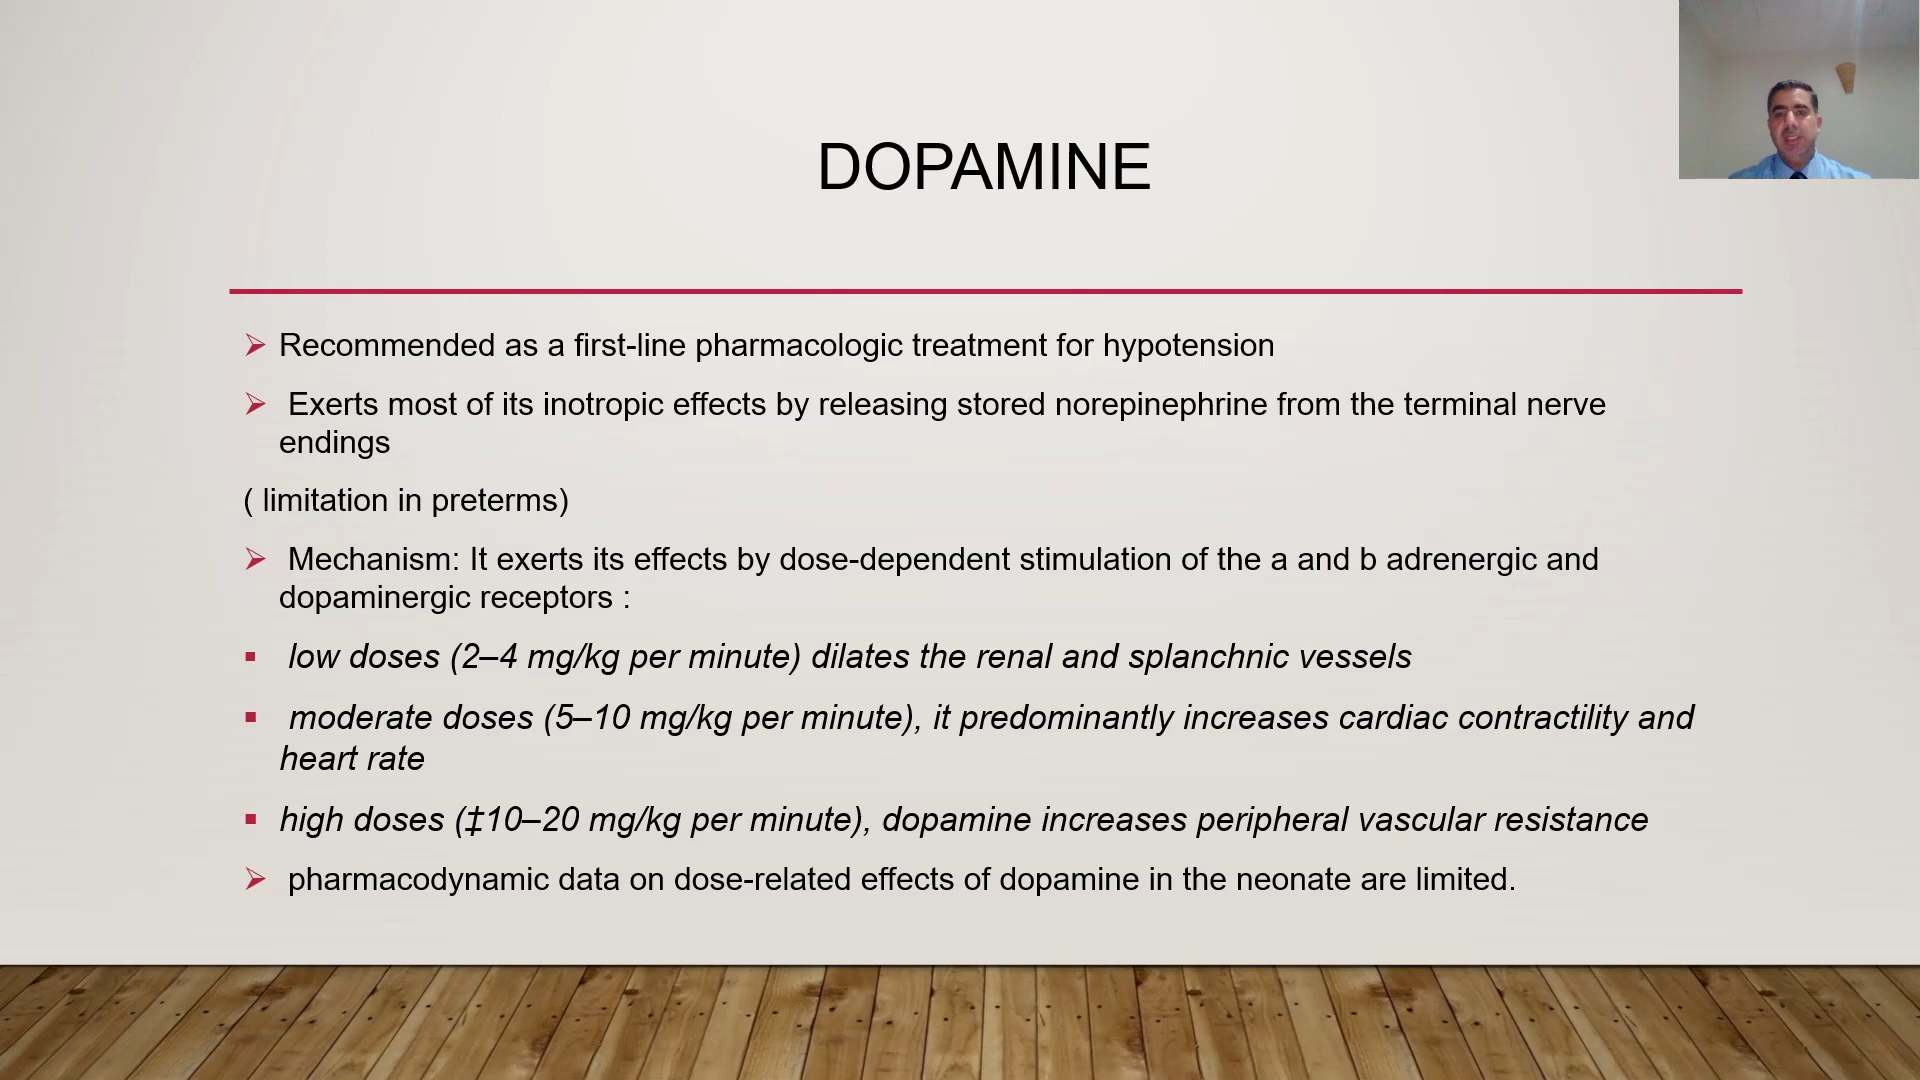 DOPAMINE
Recommended as a first-line pharmacologic treatment for hypotension
Exerts most of its inotropic effects by releasing stored norepinephrine from the terminal nerve
endings
( limitation in preterms)
Mechanism: It exerts its effects by dose-dependent stimulation of the a and b adrenergic and
dopaminergic receptors :
low doses (2–4 mg/kg per minute) dilates the renal and splanchnic vessels
moderate doses (5–10 mg/kg per minute), it predominantly increases cardiac contractility and
heart rate
high doses (‡10–20 mg/kg per minute), dopamine increases peripheral vascular resistance
pharmacodynamic data on dose-related effects of dopamine in the neonate are limited.